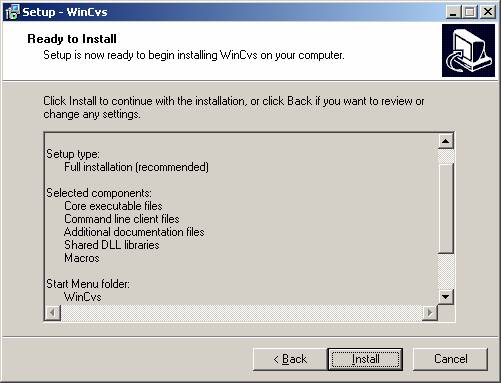 Setup - WinCvs
Ready to Install
Setup is now ready to begin installing WinCvs on your computer.
Click Install to continue with the installation, or click Back if you want to review or
change any settings.
Setup type:
Full installation (recommended)
Selected components:
Core executable files
Command line client files
Additional documentation files
Shared DLL libraries
Macros
Start Menu folder:
WinCvs
< Back
Install
Cancel